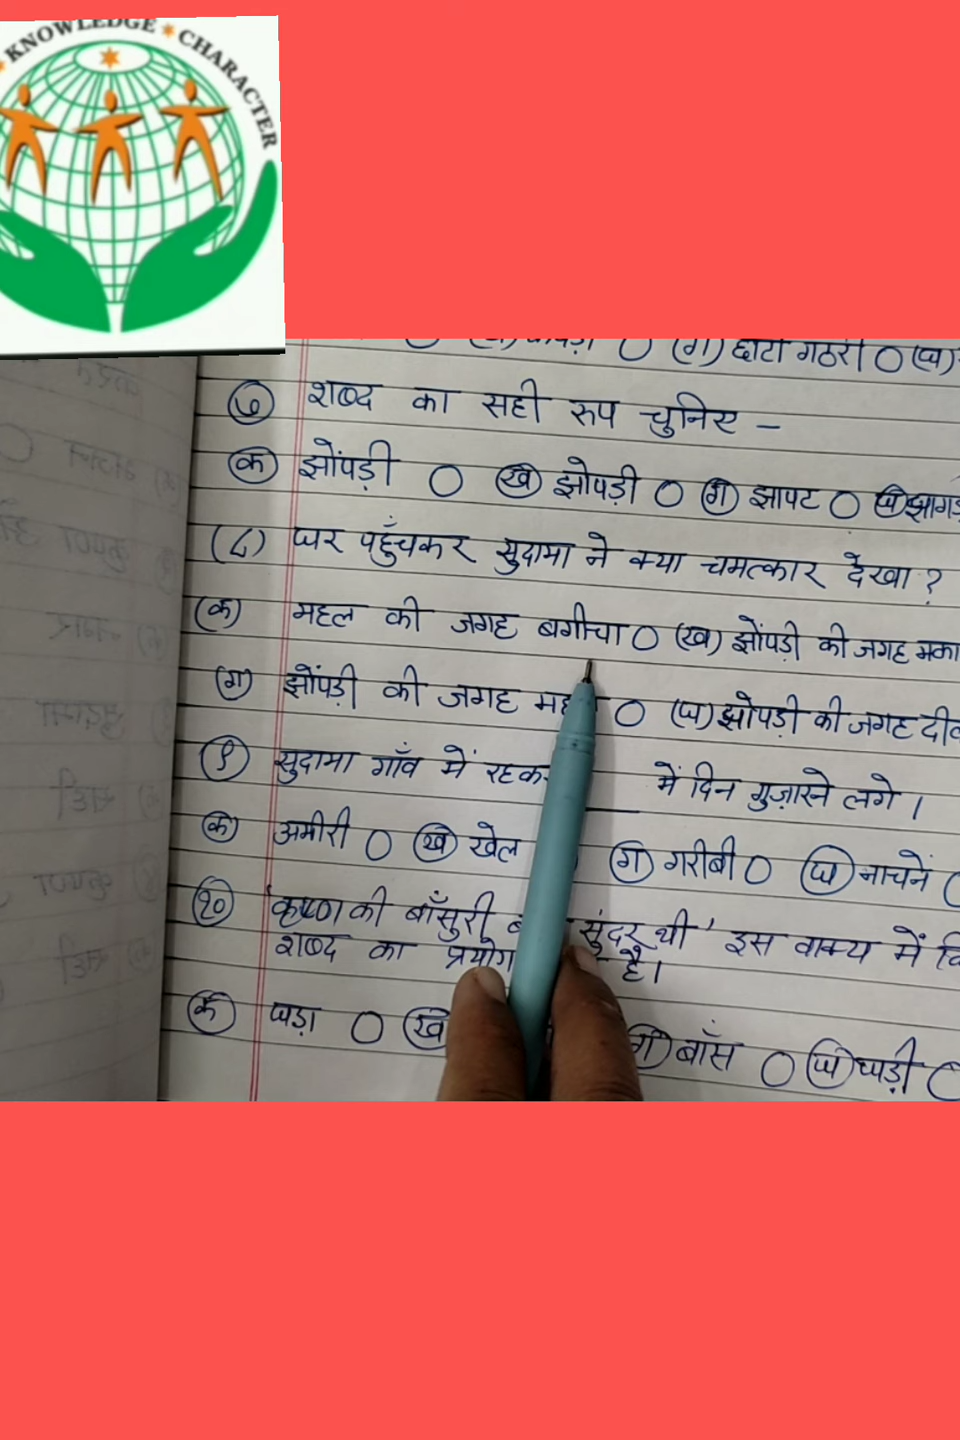 KNOWLEDGE ★ CHARACTER
(ग) छोटी गठरी
७ शब्द का सही रूप चुनिए –
क झोंपड़ी ख झोपड़ी ग झापट घ
(८) घर पहुँचकर सुदामा ने क्या चमत्कार देखा?
(क) महल की जगह बगीचा (ख) झोंपड़ी की जगह
(ग) झोंपड़ी की जगह (घ) झोपड़ी की जगह
९ सुदामा गाँव में में दिन गुज़ारने लगे।
क अमीरी ख खेल ग गरीबी घ नाचने
१० कृष्ण की बाँसुरी सुंदर थी' इस वाक्य में
शब्द का प्रयोग है।
क घड़ा ख ग बाँस घ घड़ी